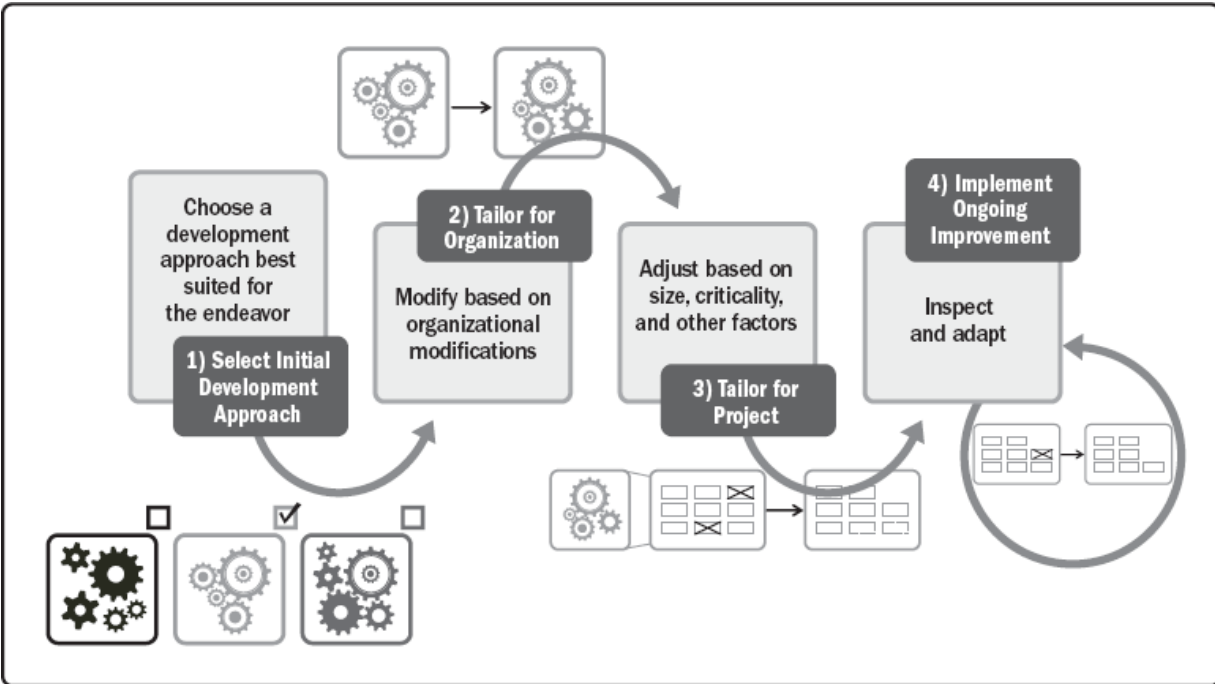 Choose a
development
approach best
suited for
the endeavor
1) Select Initial
Development
Approach
2) Tailor for
Organization
Modify based on
organizational
modifications
Adjust based on
size, criticality,
and other factors
3) Tailor for
Project
4) Implement
Ongoing
Improvement
Inspect
and adapt